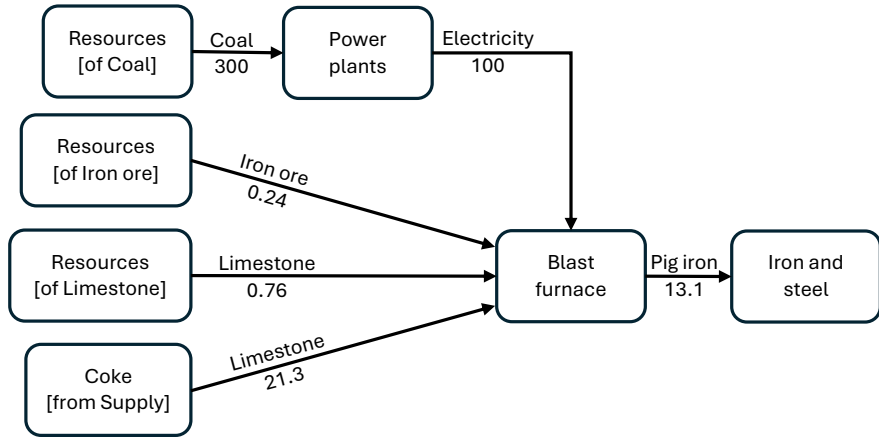 Resources
[of Coal]
Coal
300
Power
plants
Electricity
100
Resources
[of Iron ore]
Iron ore
0.24
Resources
[of Limestone]
Limestone
0.76
Blast
furnace
Pig iron
13.1
Iron and
steel
Coke
[from Supply]
Limestone
21.3